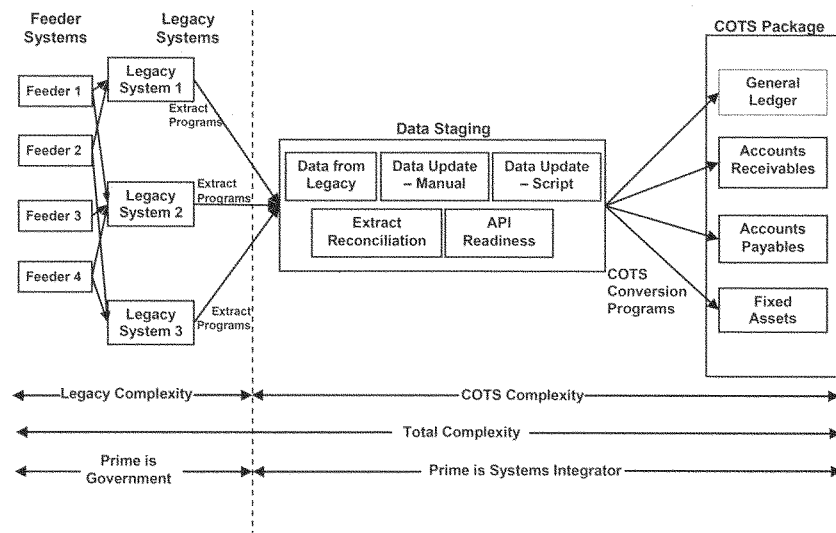 Feeder
Systems
Legacy
Systems
COTS Package
Feeder 1
Feeder 2
Feeder 3
Feeder 4
Legacy
System 1
Legacy
System 2
Legacy
System 3
Extract
Programs
Extract
Programs
Extract
Programs
Data Staging
Data from
Legacy
Data Update
– Manual
Data Update
– Script
Extract
Reconciliation
API
Readiness
COTS
Conversion
Programs
General
Ledger
Accounts
Receivables
Accounts
Payables
Fixed
Assets
Legacy Complexity
COTS Complexity
Total Complexity
Prime is
Government
Prime is Systems Integrator